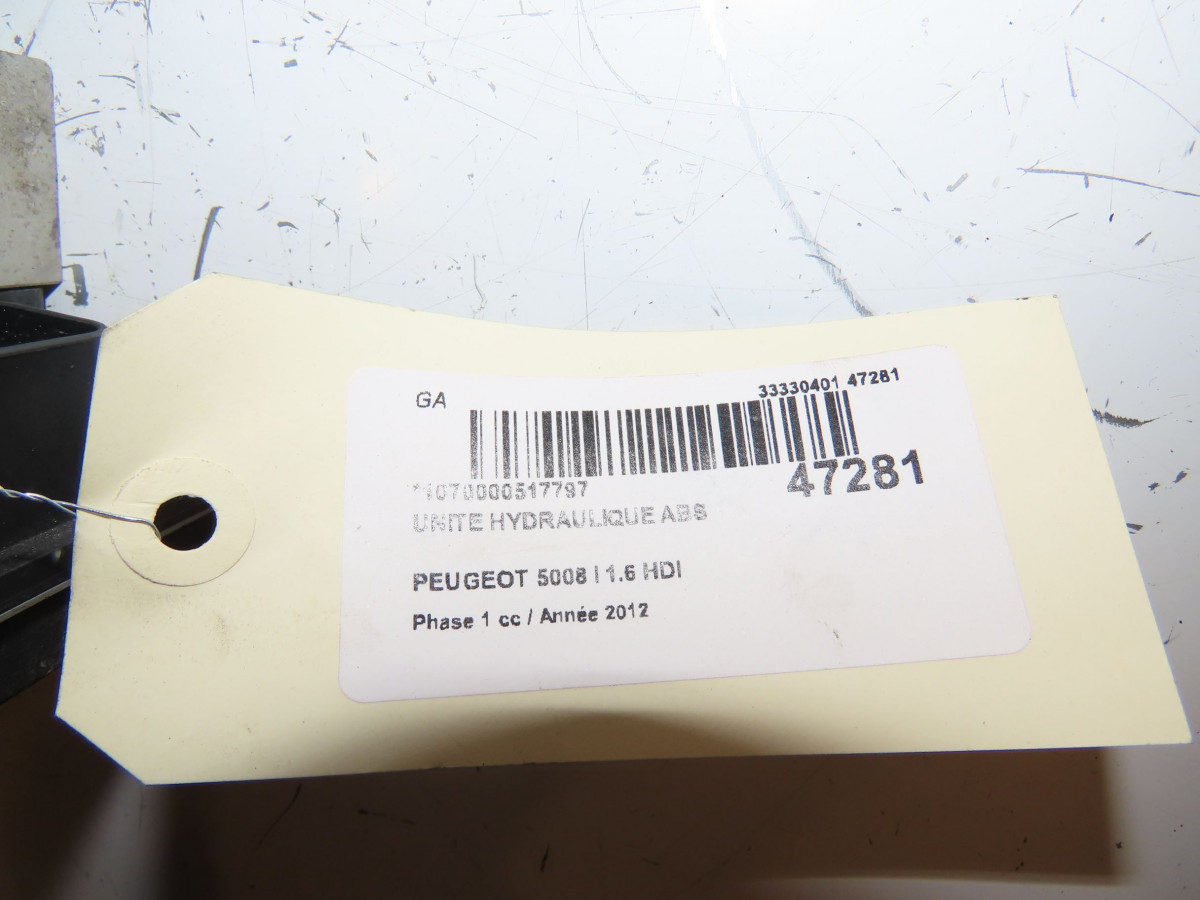 GA
33330401 47281
47281
*1070000517797
UNITE HYDRAULIQUE ABS
PEUGEOT 5008 I 1.6 HDI
Phase 1 cc / Année 2012